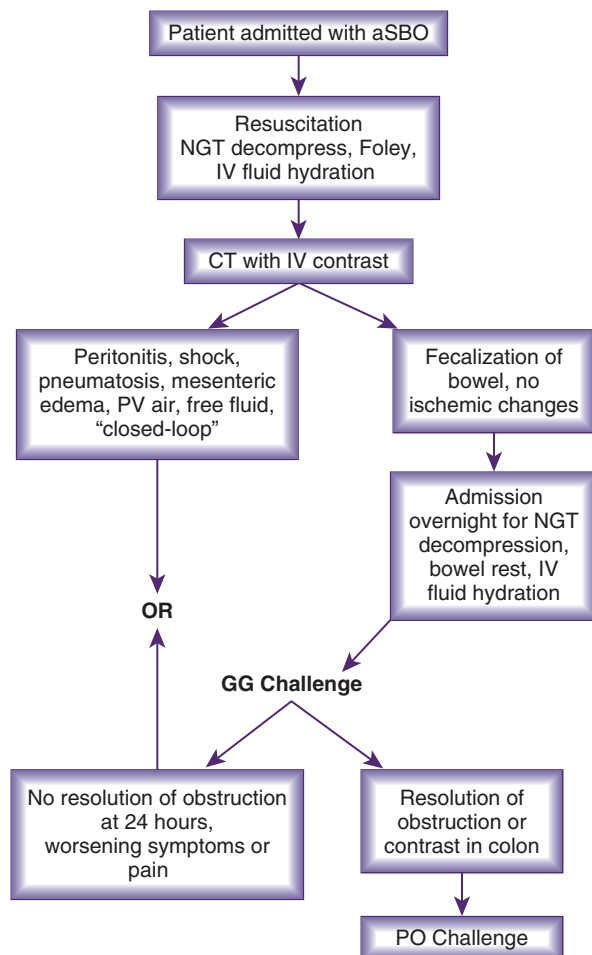 Patient admitted with aSBO
Resuscitation
NGT decompress, Foley,
IV fluid hydration
CT with IV contrast
Peritonitis, shock,
pneumatosis, mesenteric
edema, PV air, free fluid,
“closed-loop”
Fecalization of
bowel, no
ischemic changes
Admission
overnight for NGT
decompression,
bowel rest, IV
fluid hydration
OR
GG Challenge
No resolution of obstruction
at 24 hours,
worsening symptoms or
pain
Resolution of
obstruction or
contrast in colon
PO Challenge